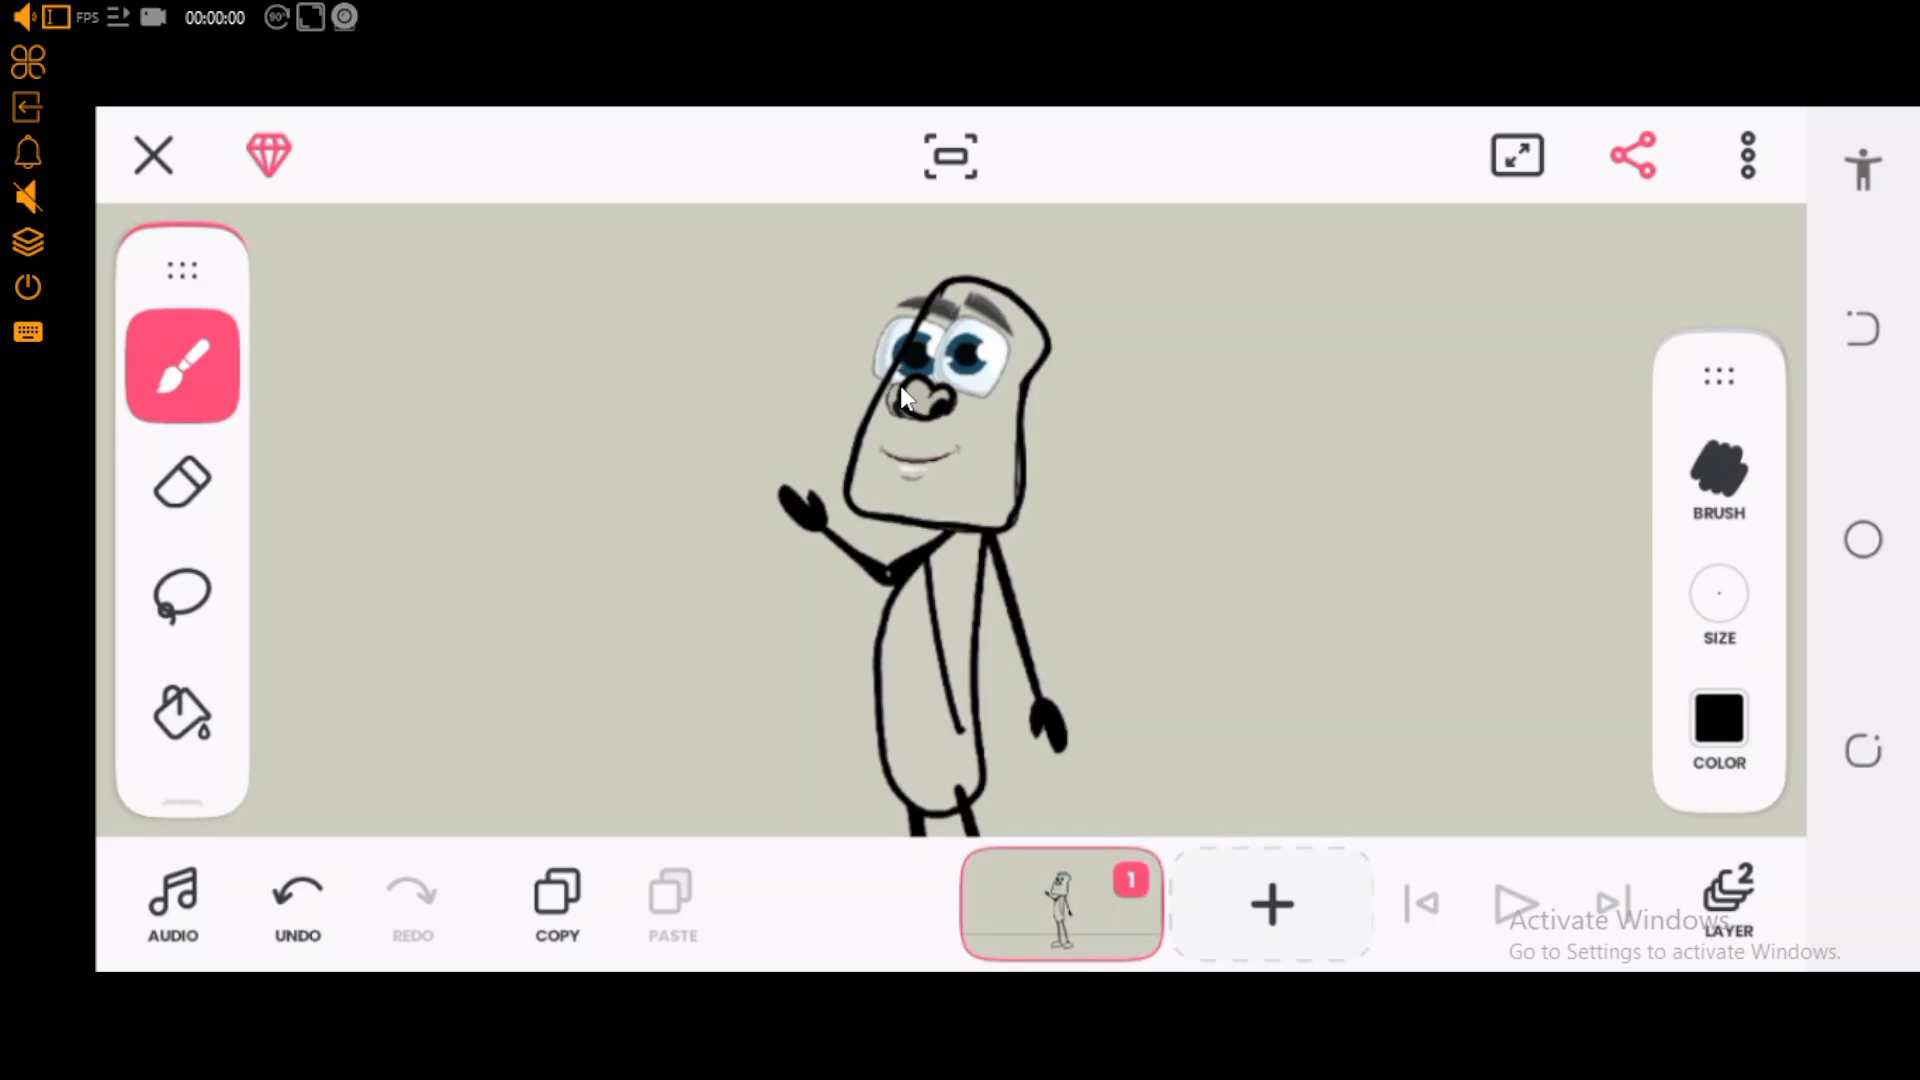 FPS
00:00:00
90°
BRUSH
SIZE
COLOR
1
2
AUDIO
UNDO
REDO
COPY
PASTE
LAYER
Activate Windows
Go to Settings to activate Windows.